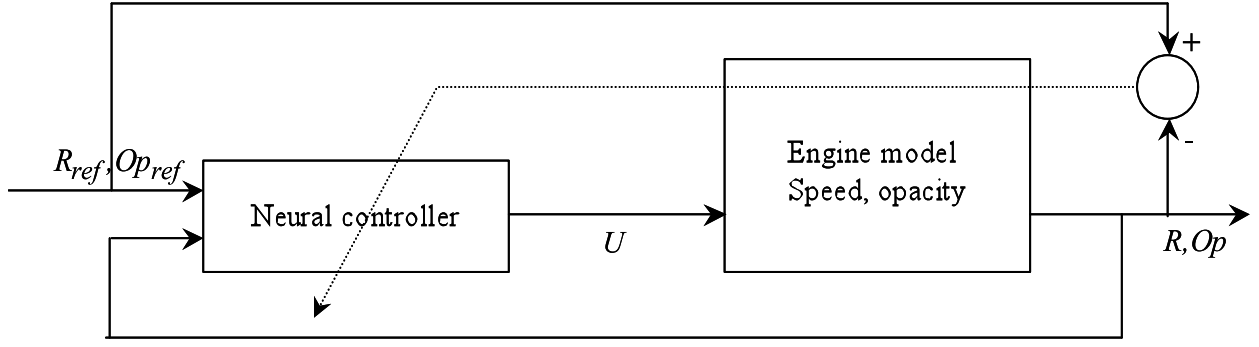 +
R_ref,Op_ref
Engine model
Speed, opacity
-
Neural controller
U
R,Op